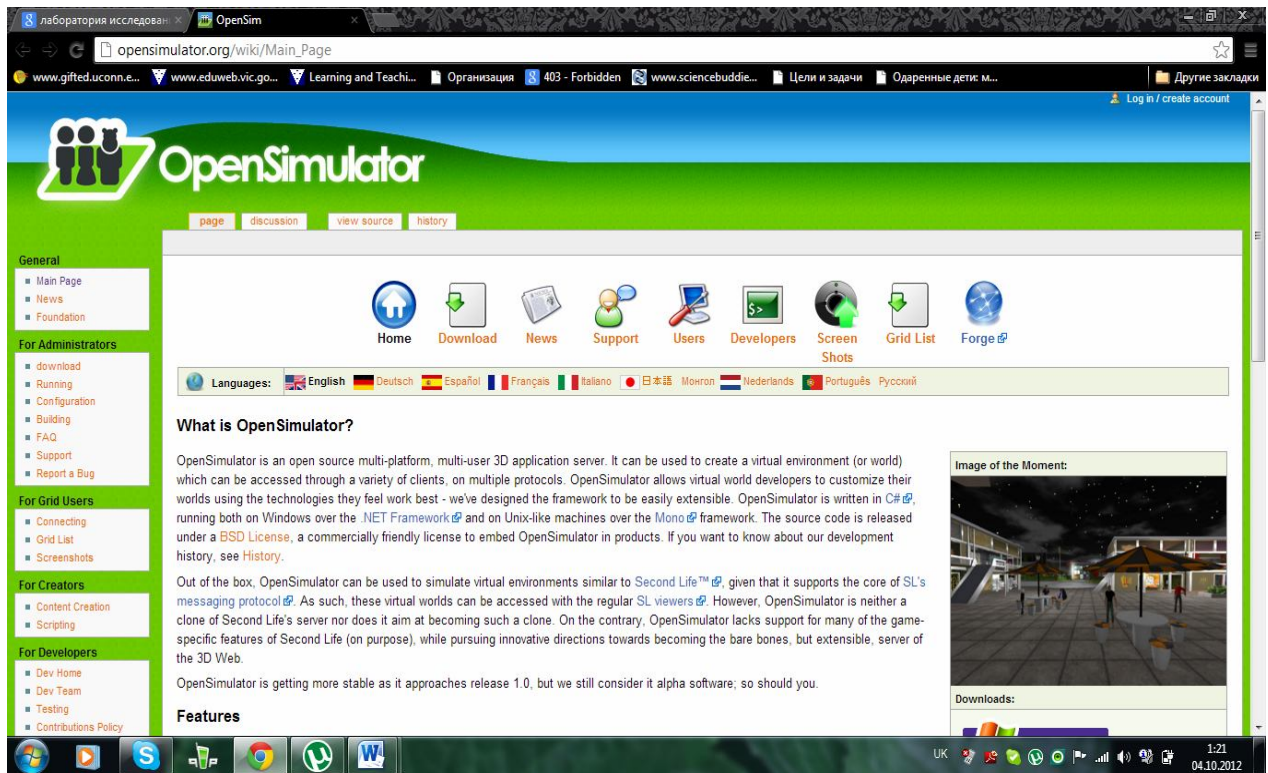 лаборатория исследован
OpenSim
opensimulator.org/wiki/Main_Page
www.gifted.uconn.e... www.eduweb.vic.go... Learning and Teachi... Организация 403 - Forbidden www.sciencebuddie... Цели и задачи Одаренные дети: м... Другие закладки
Log in / create account
OpenSimulator
page discussion view source history
General
Main Page
News
Foundation
For Administrators
download
Running
Configuration
Building
FAQ
Support
Report a Bug
For Grid Users
Connecting
Grid List
Screenshots
For Creators
Content Creation
Scripting
For Developers
Dev Home
Dev Team
Testing
Contributions Policy
Home Download News Support Users Developers Screen Shots Grid List Forge
Languages: English Deutsch Español Français Italiano 日本語 Монгол Nederlands Português Русский
What is OpenSimulator?
OpenSimulator is an open source multi-platform, multi-user 3D application server. It can be used to create a virtual environment (or world)
which can be accessed through a variety of clients, on multiple protocols. OpenSimulator allows virtual world developers to customize their
worlds using the technologies they feel work best - we've designed the framework to be easily extensible. OpenSimulator is written in C#,
running both on Windows over the .NET Framework and on Unix-like machines over the Mono framework. The source code is released
under a BSD License, a commercially friendly license to embed OpenSimulator in products. If you want to know about our development
history, see History.
Out of the box, OpenSimulator can be used to simulate virtual environments similar to Second Life™, given that it supports the core of SL's
messaging protocol. As such, these virtual worlds can be accessed with the regular SL viewers. However, OpenSimulator is neither a
clone of Second Life's server nor does it aim at becoming such a clone. On the contrary, OpenSimulator lacks support for many of the game-
specific features of Second Life (on purpose), while pursuing innovative directions towards becoming the bare bones, but extensible, server of
the 3D Web.
OpenSimulator is getting more stable as it approaches release 1.0, but we still consider it alpha software; so should you.
Features
Image of the Moment:
Downloads:
UK
1:21
04.10.2012